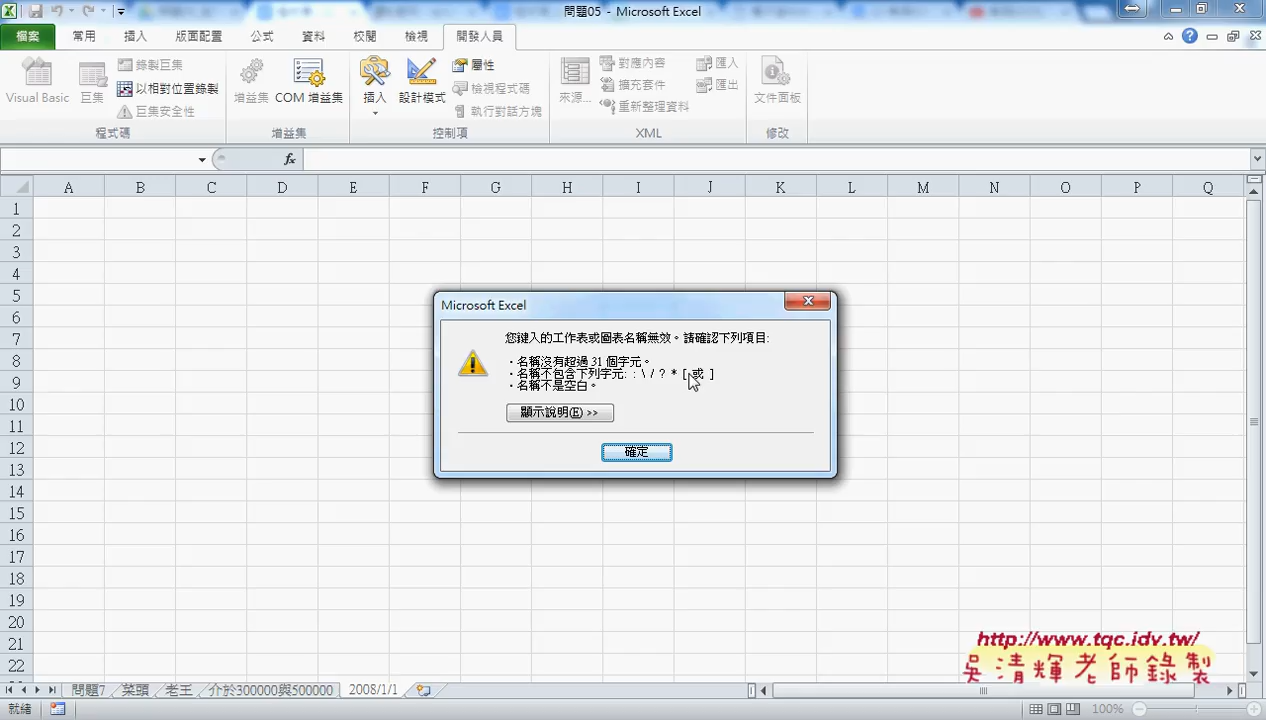 問題05 - Microsoft Excel
檔案 常用 插入 版面配置 公式 資料 校閱 檢視 開發人員
Visual Basic 巨集 錄製巨集 以相對位置錄製 巨集安全性 增益集 COM 增益集 插入 設計模式 屬性 檢視程式碼 執行對話方塊 來源... 對應內容 擴充套件 重新整理資料 匯入 匯出 文件面板
程式碼 增益集 控制項 XML 修改
fx
A B C D E F G H I J K L M N O P Q
1
2
3
4
5
6
7
8
9
10
11
12
13
14
15
16
17
18
19
20
21
22
Microsoft Excel
您鍵入的工作表或圖表名稱無效。請確認下列項目:
・名稱沒有超過 31 個字元。
・名稱不包含下列字元: : \ / ? * [ 或 ]
・名稱不是空白。
顯示說明(E) >>
確定
http://www.tqc.idv.tw/
吳清輝老師錄製
問題7 菜頭 老王 介於300000與500000 2008/1/1
就緒 100%